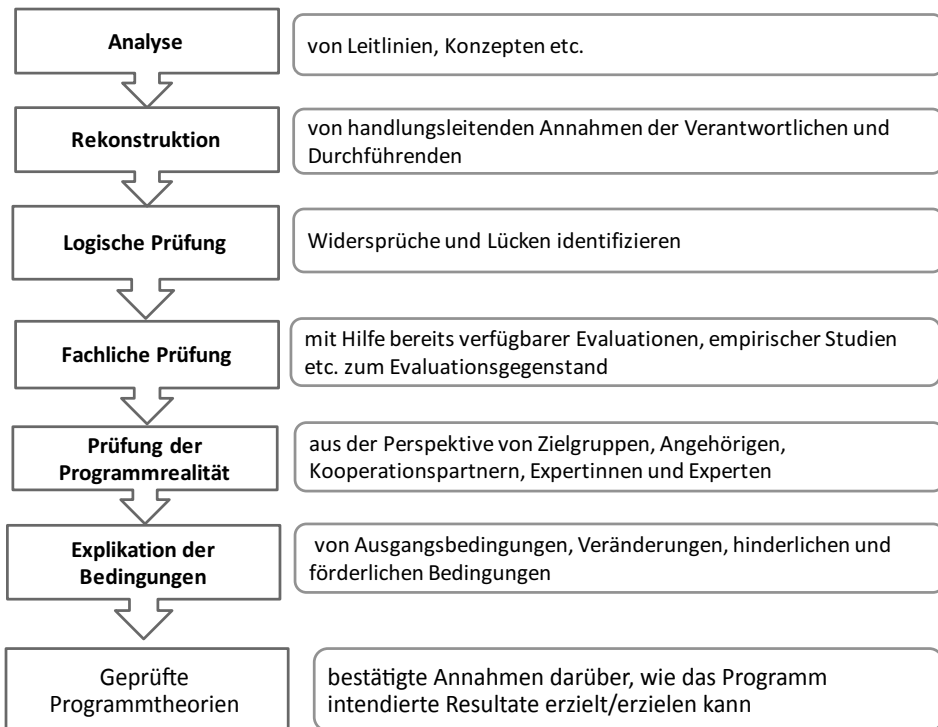 Analyse
von Leitlinien, Konzepten etc.
Rekonstruktion
von handlungsleitenden Annahmen der Verantwortlichen und
Durchführenden
Logische Prüfung
Widersprüche und Lücken identifizieren
Fachliche Prüfung
mit Hilfe bereits verfügbarer Evaluationen, empirischer Studien
etc. zum Evaluationsgegenstand
Prüfung der
Programmrealität
aus der Perspektive von Zielgruppen, Angehörigen,
Kooperationspartnern, Expertinnen und Experten
Explikation der
Bedingungen
von Ausgangsbedingungen, Veränderungen, hinderlichen und
förderlichen Bedingungen
Geprüfte
Programmtheorien
bestätigte Annahmen darüber, wie das Programm
intendierte Resultate erzielt/erzielen kann